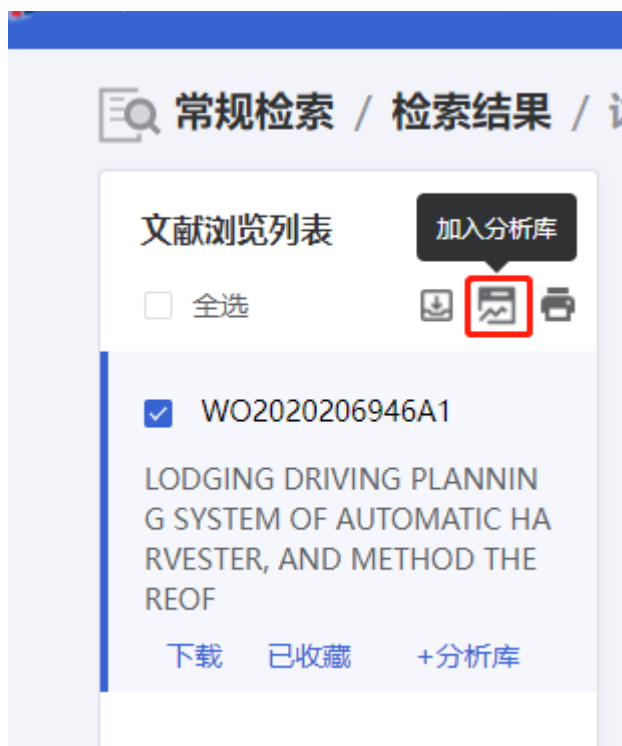 常规检索 / 检索结果 /
文献浏览列表
加入分析库
全选
WO2020206946A1
LODGING DRIVING PLANNIN
G SYSTEM OF AUTOMATIC HA
RVESTER, AND METHOD THE
REOF
下载 已收藏 +分析库